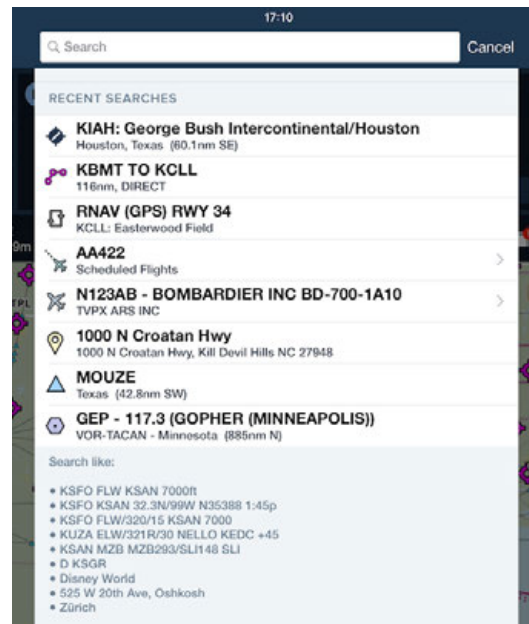 17:10
Search
Cancel
RECENT SEARCHES
KIAH: George Bush Intercontinental/Houston
Houston, Texas (60.1nm SE)
KBMT TO KCLL
116nm, DIRECT
RNAV (GPS) RWY 34
KCLL: Easterwood Field
9m
AA422
Scheduled Flights
N123AB - BOMBARDIER INC BD-700-1A10
TVPX ARS INC
TPL
1000 N Croatan Hwy
1000 N Croatan Hwy, Kill Devil Hills NC 27948
MOUZE
Texas (42.8nm SW)
GEP - 117.3 (GOPHER (MINNEAPOLIS))
VOR-TACAN - Minnesota (885nm N)
Search like:
• KSFO FLW KSAN 7000ft
• KSFO KSAN 32.3N/99W N35388 1:45p
• KSFO FLW/320/15 KSAN 7000
• KUZA ELW/321R/30 NELLO KEDC +45
• KSAN MZB MZB293/SLI148 SLI
• D KSGR
• Disney World
• 525 W 20th Ave, Oshkosh
• Zürich